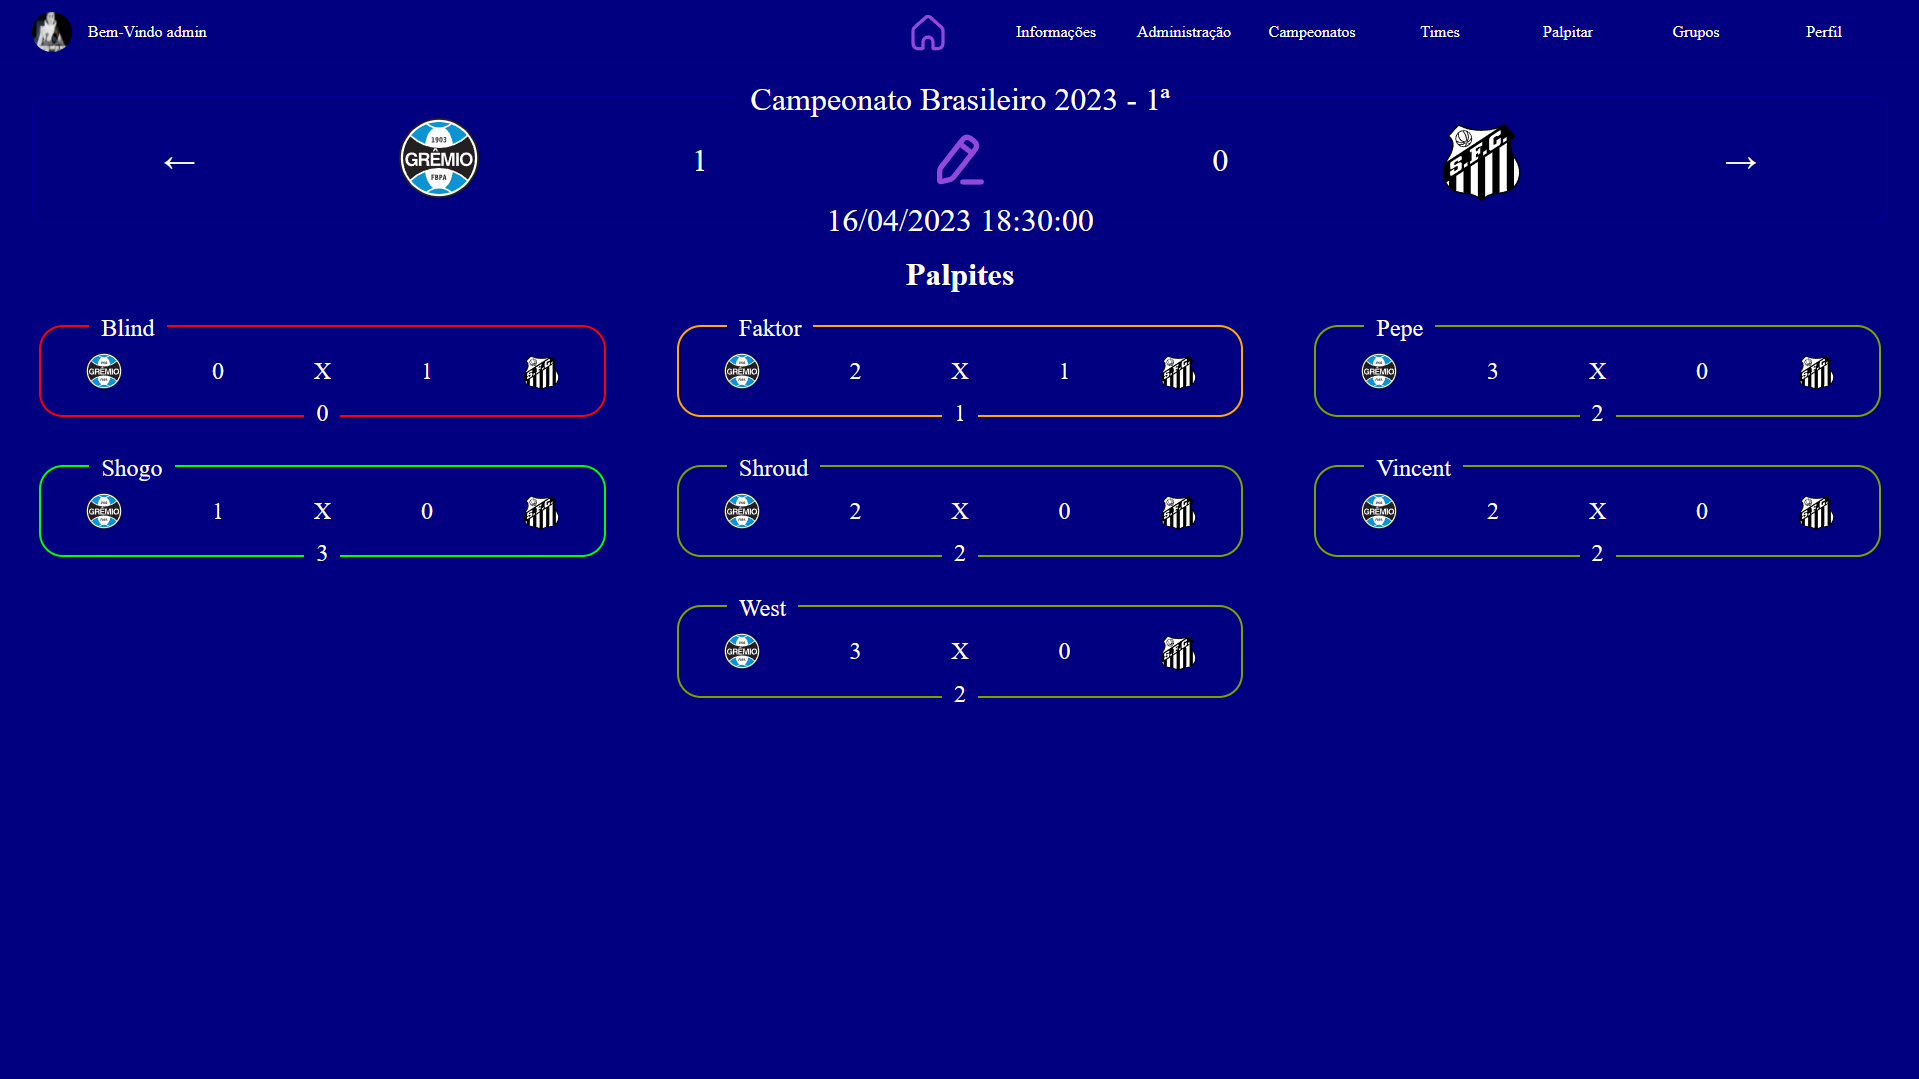 Bem-Vindo admin
Informações
Administração
Campeonatos
Times
Palpitar
Grupos
Perfil
Campeonato Brasileiro 2023 - 1ª
←
1903
GRÊMIO
FBPA
1
0
S.F.C.
→
16/04/2023 18:30:00
Palpites
Blind
GRÊMIO 0 X 1
0
Faktor
GRÊMIO 2 X 1
1
Pepe
GRÊMIO 3 X 0
2
Shogo
GRÊMIO 1 X 0
3
Shroud
GRÊMIO 2 X 0
2
Vincent
GRÊMIO 2 X 0
2
West
GRÊMIO 3 X 0
2